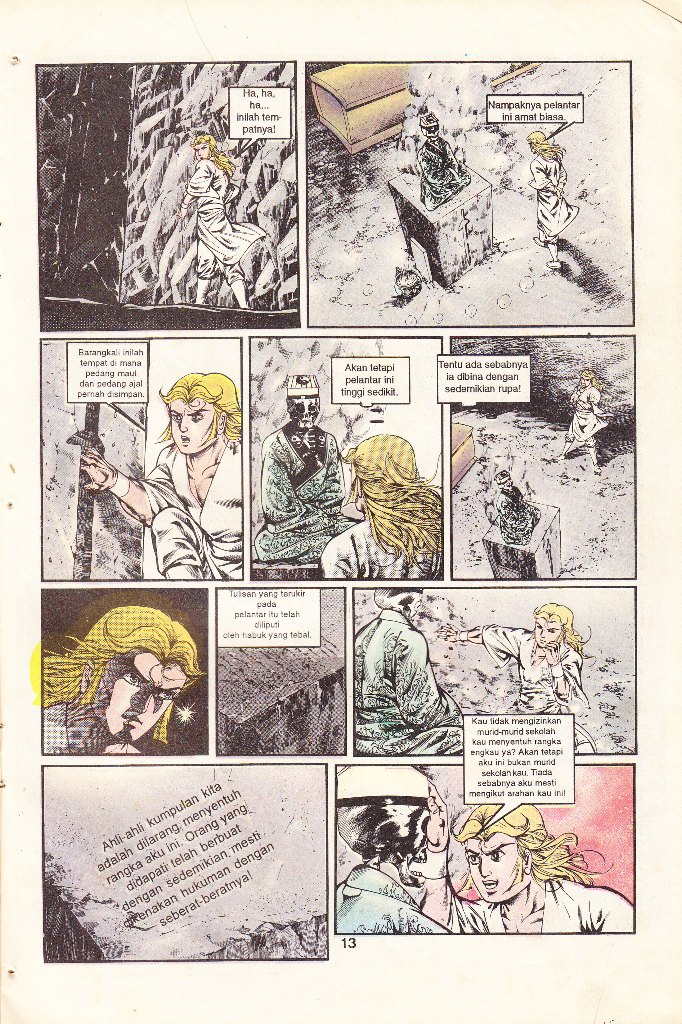 Ha, ha,
ha...
inilah tem-
patnya!
Nampaknya pelantar
ini amat biasa.
Barangkali inilah
tempat di mana
pedang maut
dan pedang ajal
pernah disimpan.
Akan tetapi
pelantar ini
tinggi sedikit.
Tentu ada sebabnya
ia dibina dengan
sedemikian rupa!
Tulisan yang terukir
pada
pelantar itu telah
diliputi
oleh habuk yang tebal.
Kau tidak mengizinkan
murid-murid sekolah
kau menyentuh rangka
engkau ya? Akan tetapi
aku ini bukan murid
sekolah kau. Tiada
sebabnya aku mesti
mengikut arahan kau ini!
Ahli-ahli kumpulan kita
adalah dilarang, menyentuh
rangka aku ini. Orang yang
didapati telah berbuat
dengan sedemikian, mesti
dikenakan hukuman dengan
seberat-beratnya!
13